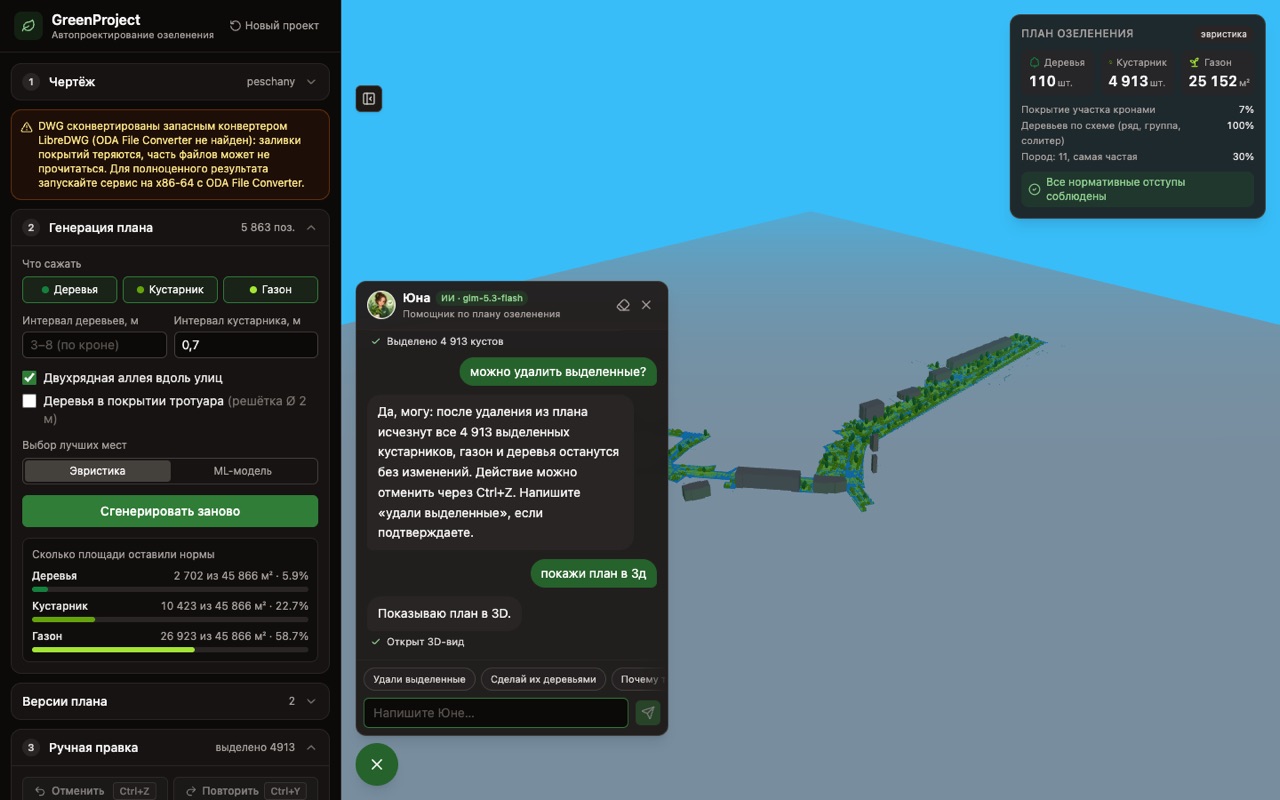 GreenProject
Автопроектирование озеленения
Новый проект
1 Чертёж peschany
DWG сконвертированы запасным конвертером
LibreDWG (ODA File Converter не найден): заливки
покрытий теряются, часть файлов может не
прочитаться. Для полноценного результата
запускайте сервис на x86-64 с ODA File Converter.
2 Генерация плана 5 863 поз.
Что сажать
Деревья Кустарник Газон
Интервал деревьев, м Интервал кустарника, м
3–8 (по кроне) 0,7
Двухрядная аллея вдоль улиц
Деревья в покрытии тротуара (решётка Ø 2
м)
Выбор лучших мест
Эвристика ML-модель
Сгенерировать заново
Сколько площади оставили нормы
Деревья 2 702 из 45 866 м² · 5.9%
Кустарник 10 423 из 45 866 м² · 22.7%
Газон 26 923 из 45 866 м² · 58.7%
Версии плана 2
3 Ручная правка выделено 4913
Отменить Ctrl+Z Повторить Ctrl+Y
Юна ИИ · glm-5.3-flash
Помощник по плану озеленения
Выделено 4 913 кустов
можно удалить выделенные?
Да, могу: после удаления из плана
исчезнут все 4 913 выделенных
кустарников, газон и деревья останутся
без изменений. Действие можно
отменить через Ctrl+Z. Напишите
«удали выделенные», если
подтверждаете.
покажи план в 3д
Показываю план в 3D.
Открыт 3D-вид
Удали выделенные Сделай их деревьями Почему
Напишите Юне...
ПЛАН ОЗЕЛЕНЕНИЯ эвристика
Деревья Кустарник Газон
110 шт. 4 913 шт. 25 152 м²
Покрытие участка кронами 7%
Деревьев по схеме (ряд, группа, 100%
солитер)
Пород: 11, самая частая 30%
Все нормативные отступы
соблюдены